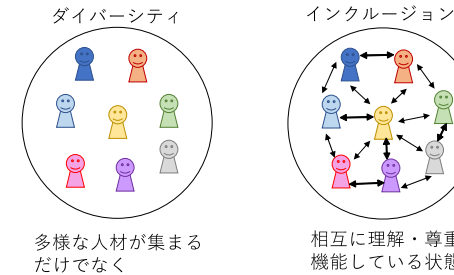 ダイバーシティ
インクルージョン
多様な人材が集まる
だけでなく
相互に理解・尊重
機能している状態